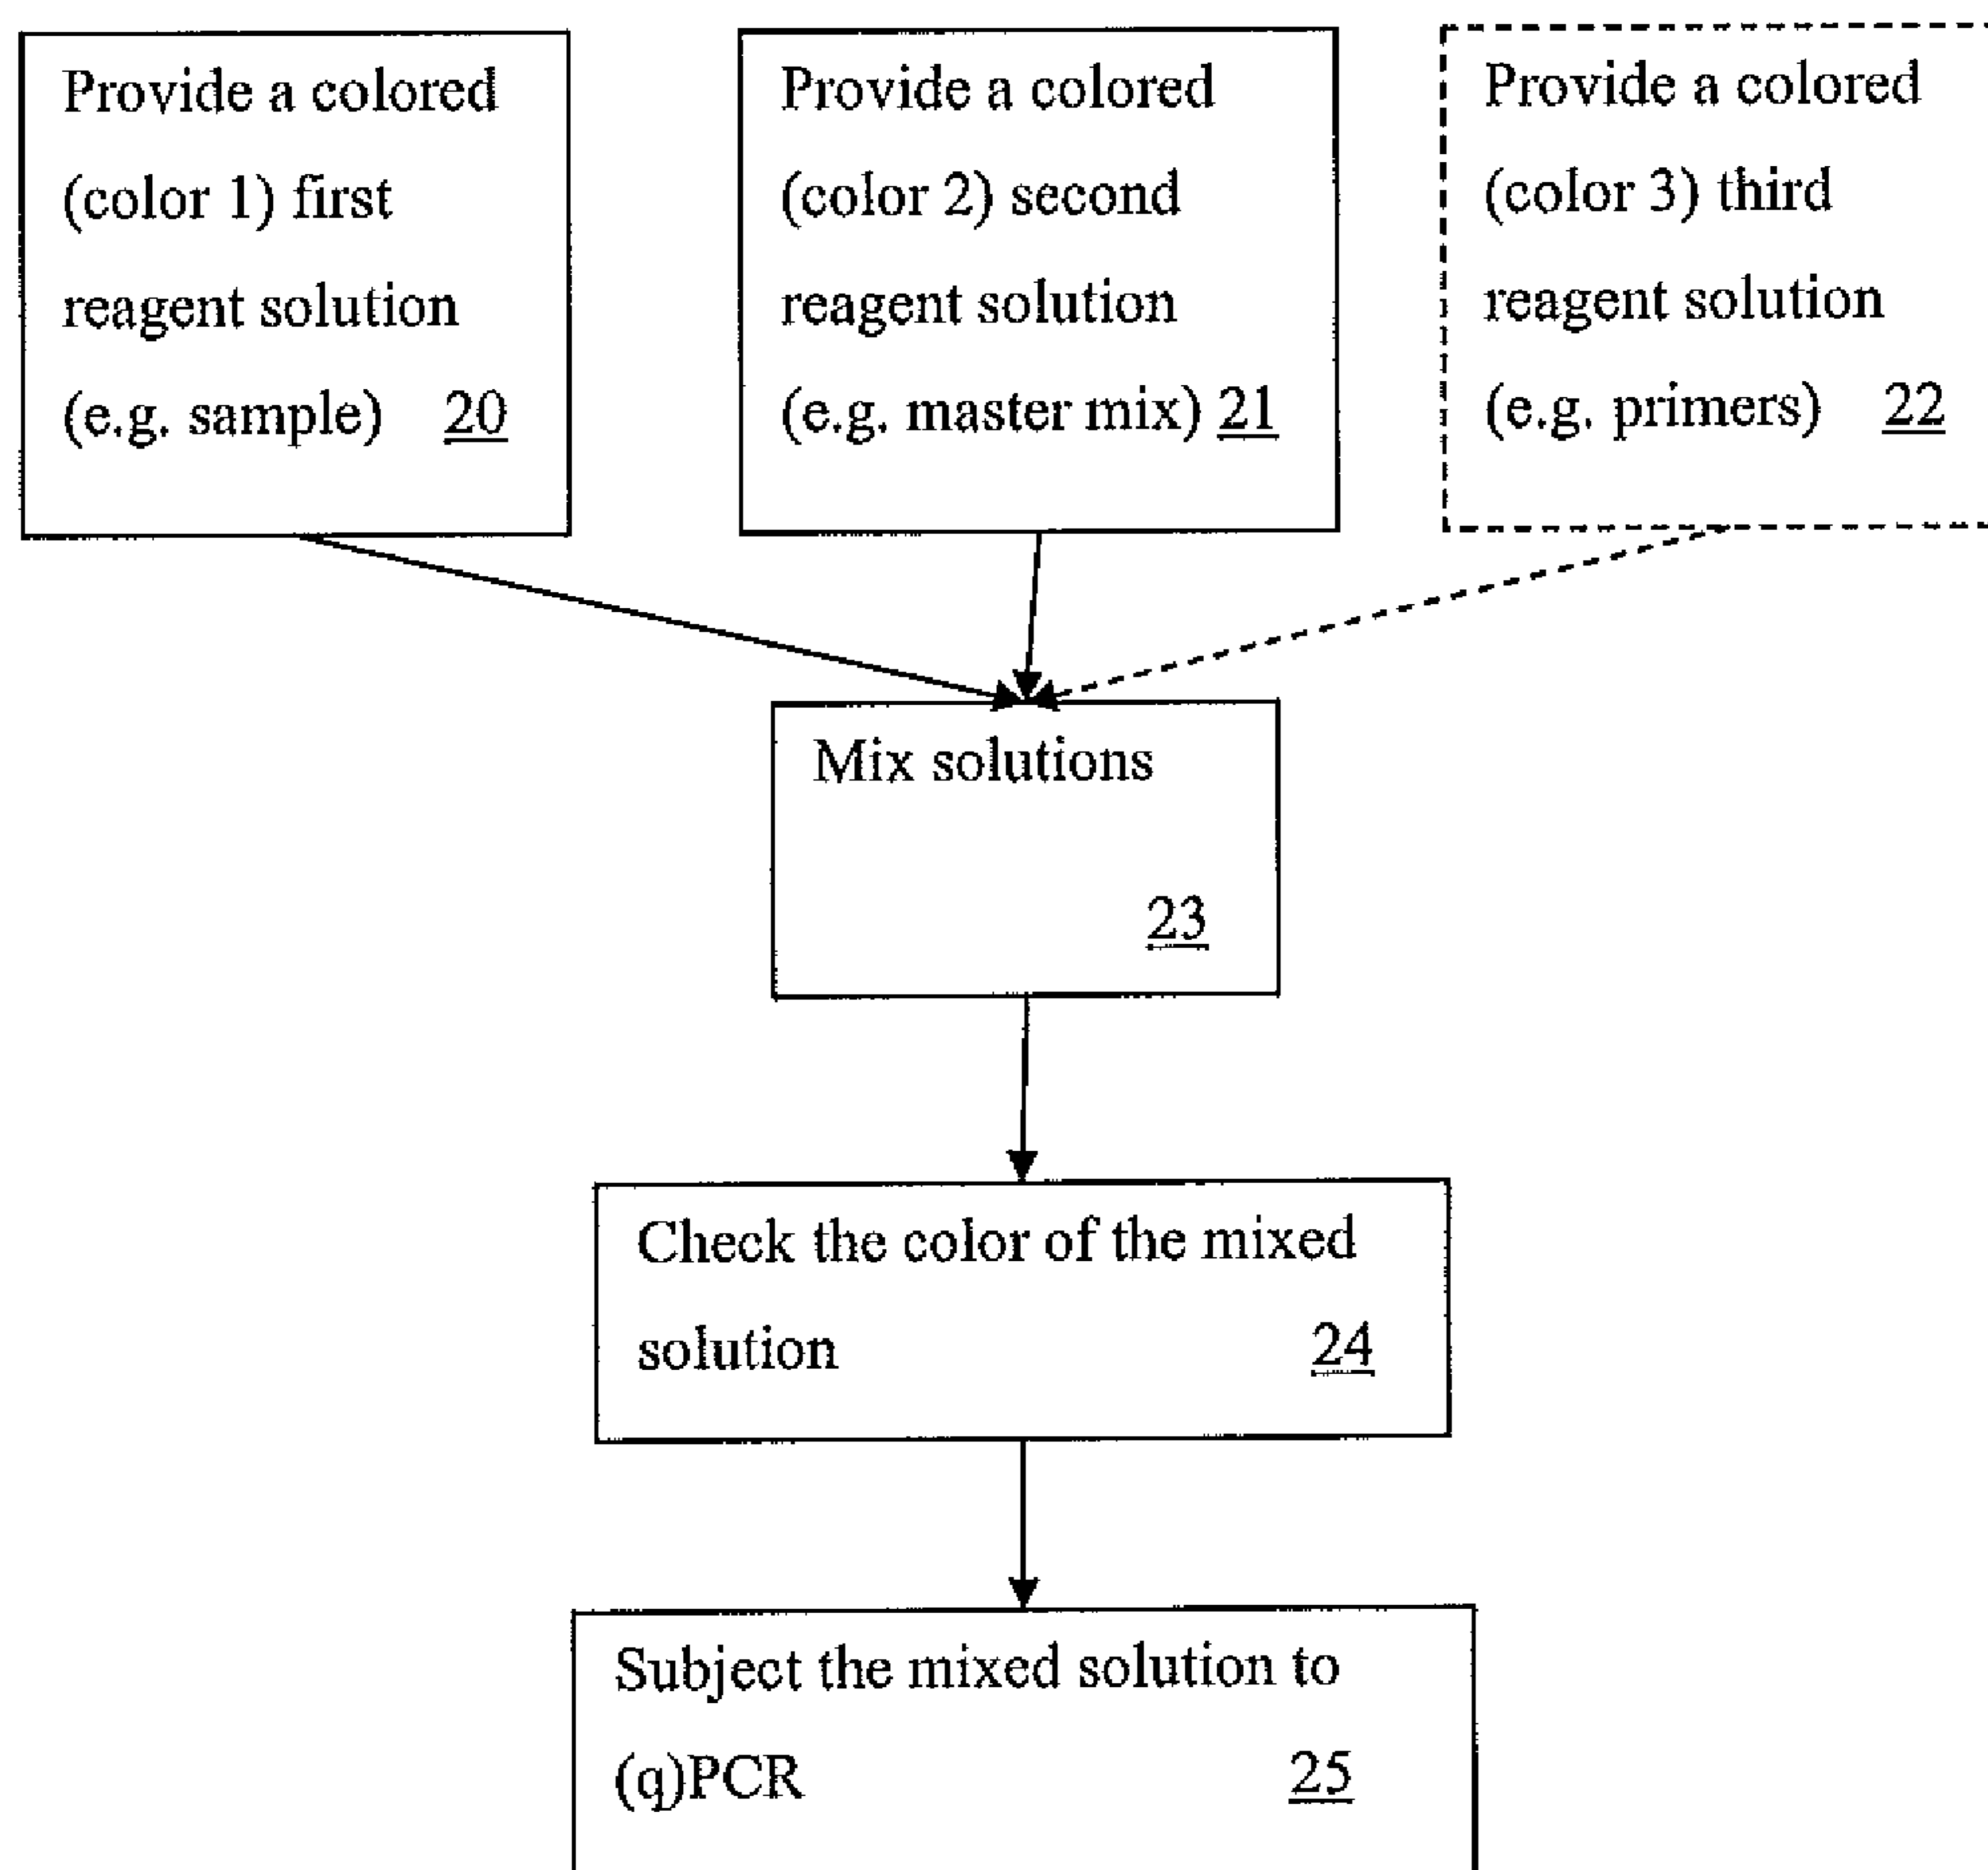 Provide a colored
(color 1) first
reagent solution
(e.g. sample) 20
Provide a colored
(color 2) second
reagent solution
(e.g. master mix) 21
Provide a colored
(color 3) third
reagent solution
(e.g. primers) 22
Mix solutions
23
Check the color of the mixed
solution 24
Subject the mixed solution to
(q)PCR 25